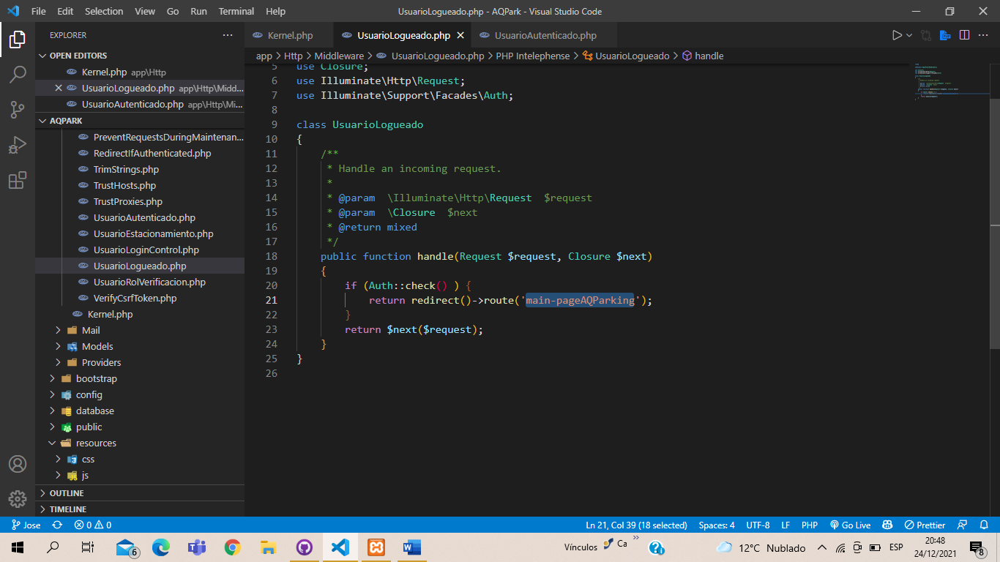 File Edit Selection View Go Run Terminal Help UsuarioLogueado.php - AQPark - Visual Studio Code
EXPLORER
OPEN EDITORS
Kernel.php app\Http
UsuarioLogueado.php app\Http\Midd...
UsuarioAutenticado.php app\Http\Mi...
AQPARK
PreventRequestsDuringMaintenan...
RedirectIfAuthenticated.php
TrimStrings.php
TrustHosts.php
TrustProxies.php
UsuarioAutenticado.php
UsuarioEstacionamiento.php
UsuarioLoginControl.php
UsuarioLogueado.php
UsuarioRolVerificacion.php
VerifyCsrfToken.php
Kernel.php
Mail
Models
Providers
bootstrap
config
database
public
resources
css
js
OUTLINE
TIMELINE
Kernel.php UsuarioLogueado.php UsuarioAutenticado.php
app > Http > Middleware > UsuarioLogueado.php > PHP Intelephense > UsuarioLogueado > handle
5 use Closure;
6 use Illuminate\Http\Request;
7 use Illuminate\Support\Facades\Auth;
8
9 class UsuarioLogueado
10 {
11 /**
12 * Handle an incoming request.
13 *
14 * @param \Illuminate\Http\Request $request
15 * @param \Closure $next
16 * @return mixed
17 */
18 public function handle(Request $request, Closure $next)
19 {
20 if (Auth::check() ) {
21 return redirect()->route('main-pageAQParking');
22 }
23 return $next($request);
24 }
25 }
26
Jose 0 0 Ln 21, Col 39 (18 selected) Spaces: 4 UTF-8 LF PHP Go Live Prettier
6 Vínculos Ca » 12°C Nublado ESP 20:48
24/12/2021 8